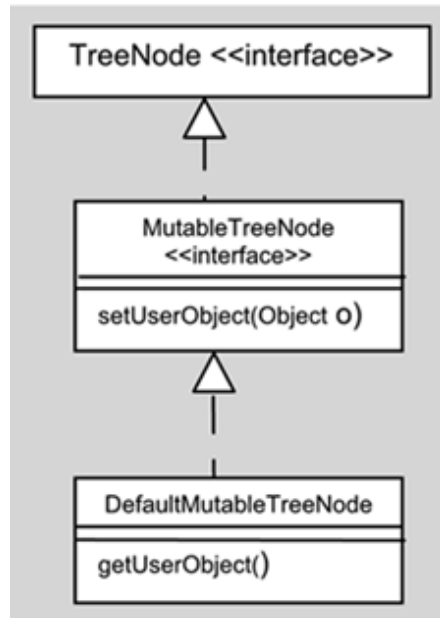 TreeNode <<interface>>
MutableTreeNode
<<interface>>
setUserObject(Object o)
DefaultMutableTreeNode
getUserObject()